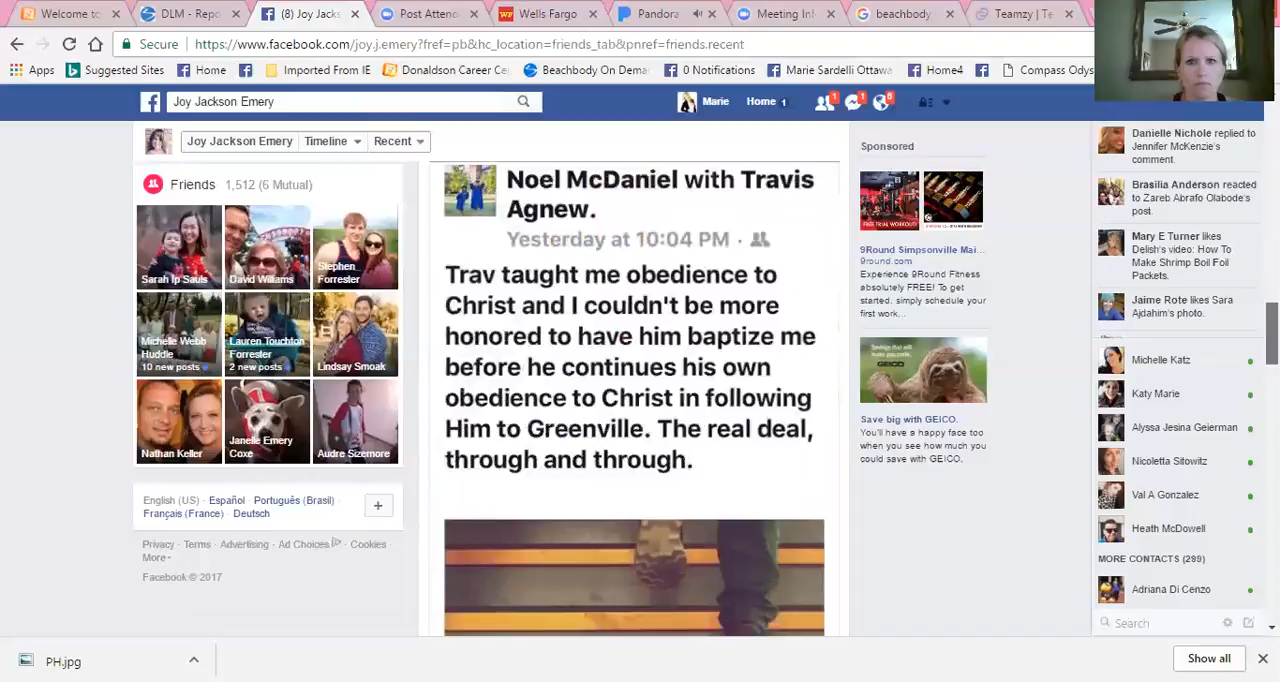 Welcome to
DLM - Repo
(8) Joy Jacks
Post Attend
Wells Fargo
Pandora
Meeting Inf
beachbody
Teamzy | Te
Secure
https://www.facebook.com/joy.j.emery?fref=pb&hc_location=friends_tab&pnref=friends.recent
Apps
Suggested Sites
Home
Imported From IE
Donaldson Career Ce
Beachbody On Dema
0 Notifications
Marie Sardelli Ottawa
Home4
Compass Odys
Joy Jackson Emery
Marie
Home 1
1
1
6
Joy Jackson Emery
Timeline
Recent
Friends 1,512 (6 Mutual)
Sarah Ip Sauls
David Williams
Stephen Forrester
Michelle Webb Huddle
10 new posts
Lauren Touchton Forrester
2 new posts
Lindsay Smoak
Nathan Keller
Janelle Emery Coxe
Audre Sizemore
English (US) · Español · Português (Brasil) ·
Français (France) · Deutsch
+
Privacy · Terms · Advertising · Ad Choices · Cookies ·
More
Facebook © 2017
Noel McDaniel with Travis
Agnew.
Yesterday at 10:04 PM ·
Trav taught me obedience to
Christ and I couldn't be more
honored to have him baptize me
before he continues his own
obedience to Christ in following
Him to Greenville. The real deal,
through and through.
Sponsored
9Round Simpsonville Mai...
9round.com
Experience 9Round Fitness
absolutely FREE! To get
started, simply schedule your
first work...
GEICO
Save big with GEICO.
You'll have a happy face too
when you see how much you
could save with GEICO.
Danielle Nichole replied to
Jennifer McKenzie's
comment.
Brasilia Anderson reacted
to Zareb Abrafo Olabode's
post.
Mary E Turner likes
Delish's video: How To
Make Shrimp Boil Foil
Packets.
Jaime Rote likes Sara
Ajdahim's photo.
Michelle Katz
Katy Marie
Alyssa Jesina Geierman
Nicoletta Sitowitz
Val A Gonzalez
Heath McDowell
MORE CONTACTS (299)
Adriana Di Cenzo
Search
PH.jpg
Show all